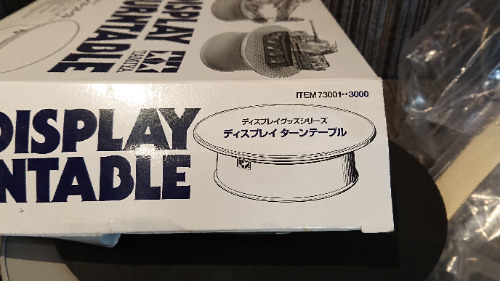 DISPLAY
UNTABLE
TAMIYA
ITEM 73001··3000
DISPLAY
NTABLE
ディスプレイグッズシリーズ
ディスプレイ ターンテーブル